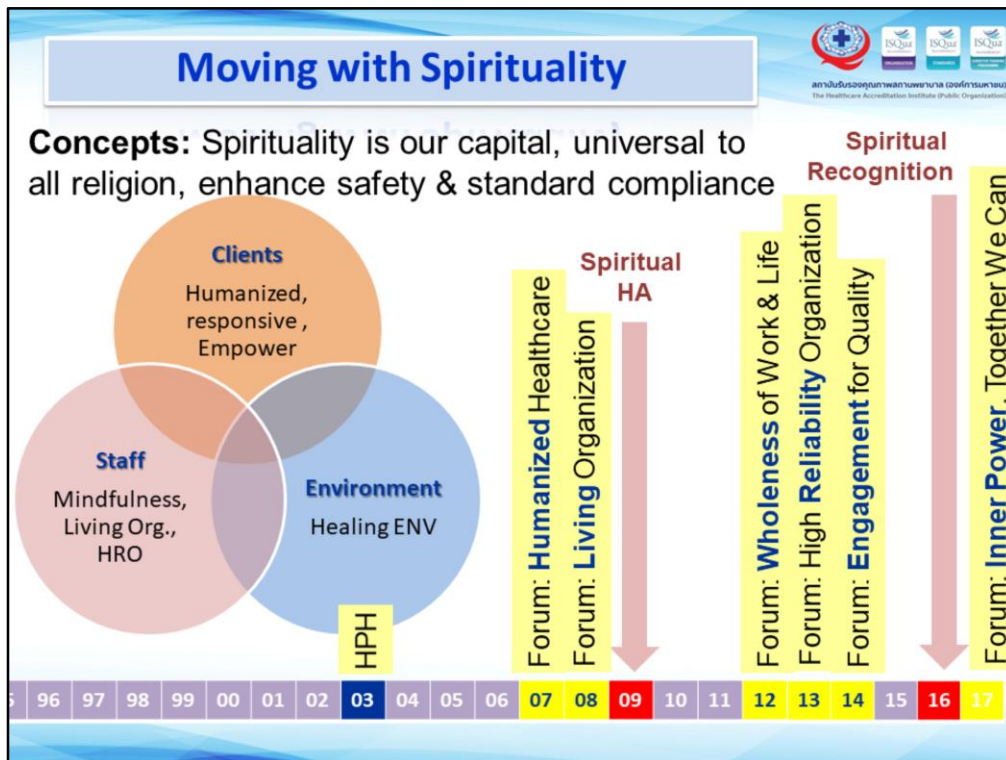 Moving with Spirituality
ISQua
ORGANISATION
ISQua
STANDARDS
ISQua
สถาบันรับรองคุณภาพสถานพยาบาล (องค์การมหาชน)
The Healthcare Accreditation Institute (Public Organization)
Concepts: Spirituality is our capital, universal to
all religion, enhance safety & standard compliance
Clients
Humanized,
responsive ,
Empower
Staff
Mindfulness,
Living Org.,
HRO
Environment
Healing ENV
HPH
Forum: Humanized Healthcare
Forum: Living Organization
Spiritual
HA
Forum: Wholeness of Work & Life
Forum: High Reliability Organization
Forum: Engagement for Quality
Spiritual
Recognition
Forum: Inner Power, Together We Can
96 97 98 99 00 01 02 03 04 05 06 07 08 09 10 11 12 13 14 15 16 17